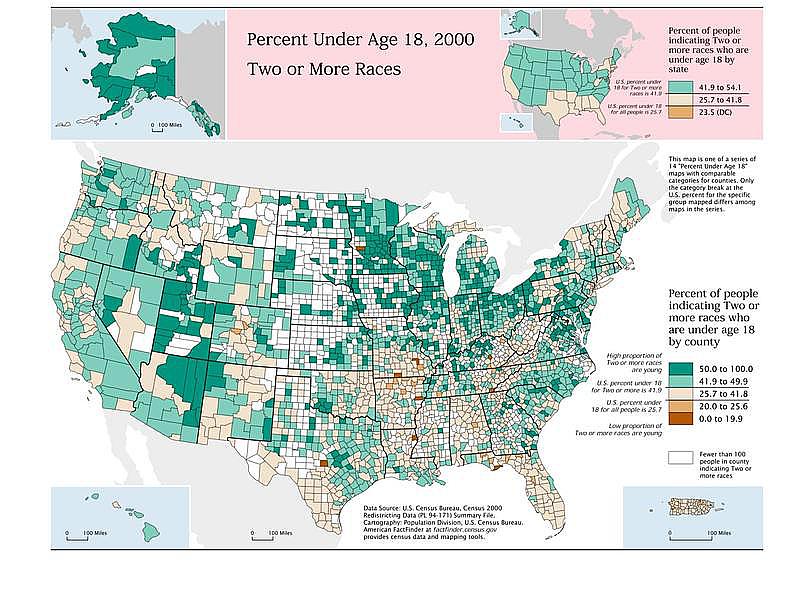 Percent Under Age 18, 2000
Two or More Races
0 100 Miles
Percent of people
indicating Two or
more races who are
under age 18 by
state
U.S. percent under
18 for Two or more
races is 41.9
U.S. percent under 18
for all people is 25.7
41.9 to 54.1
25.7 to 41.8
23.5 (DC)
This map is one of a series of
14 "Percent Under Age 18"
maps with comparable
categories for counties. Only
the category break at the
U.S. percent for the specific
group mapped differs among
maps in the series.
Percent of people
indicating Two or
more races who
are under age 18
by county
High proportion of
Two or more races
are young
U.S. percent under 18
for Two or more is 41.9
U.S. percent under
18 for all people is 25.7
Low proportion of
Two or more races are young
50.0 to 100.0
41.9 to 49.9
25.7 to 41.8
20.0 to 25.6
0.0 to 19.9
Fewer than 100
people in county
indicating Two or
more races
Data Source: U.S. Census Bureau, Census 2000
Redistricting Data (PL 94-171) Summary File.
Cartography: Population Division, U.S. Census Bureau.
American FactFinder at factfinder.census.gov
provides census data and mapping tools.
0 100 Miles
0 100 Miles
0 100 Miles